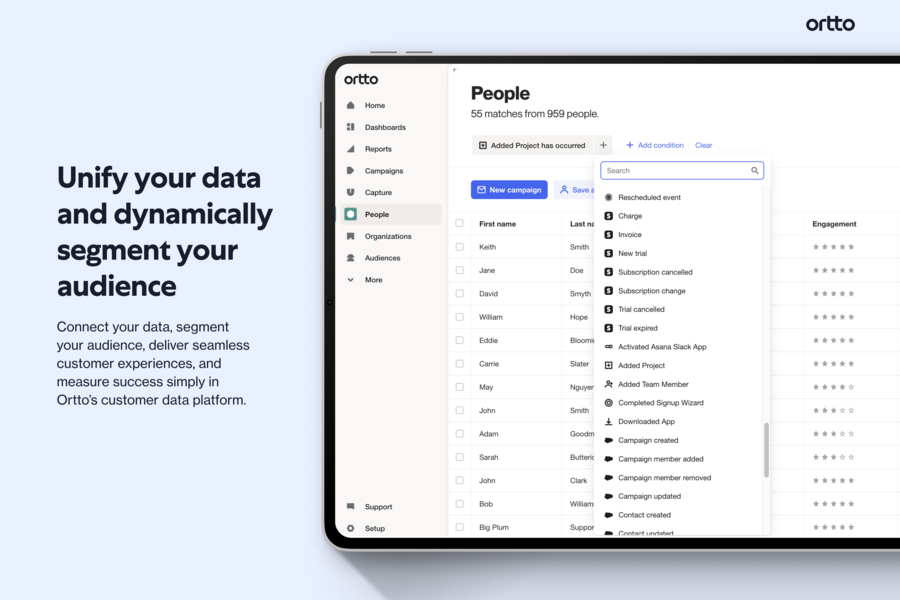 ortto
Unify your data
and dynamically
segment your
audience
Connect your data, segment
your audience, deliver seamless
customer experiences, and
measure success simply in
Ortto's customer data platform.
ortto
Home
Dashboards
Reports
Campaigns
Capture
People
Organizations
Audiences
More
Support
Setup
People
55 matches from 959 people.
Added Project has occurred
Add condition
Clear
New campaign
Save a
Search
Rescheduled event
Charge
Invoice
New trial
Subscription cancelled
Subscription change
Trial cancelled
Trial expired
Activated Asana Slack App
Added Project
Added Team Member
Completed Signup Wizard
Downloaded App
Campaign created
Campaign member added
Campaign member removed
Campaign updated
Contact created
Contact updated
First name Last na Engagement
Keith Smith
Jane Doe
David Smyth
William Hope
Eddie Bloomi
Carrie Slater
May Nguyen
John Smith
Adam Goodm
Sarah Butteric
John Clark
Bob William
Big Plum Suppor